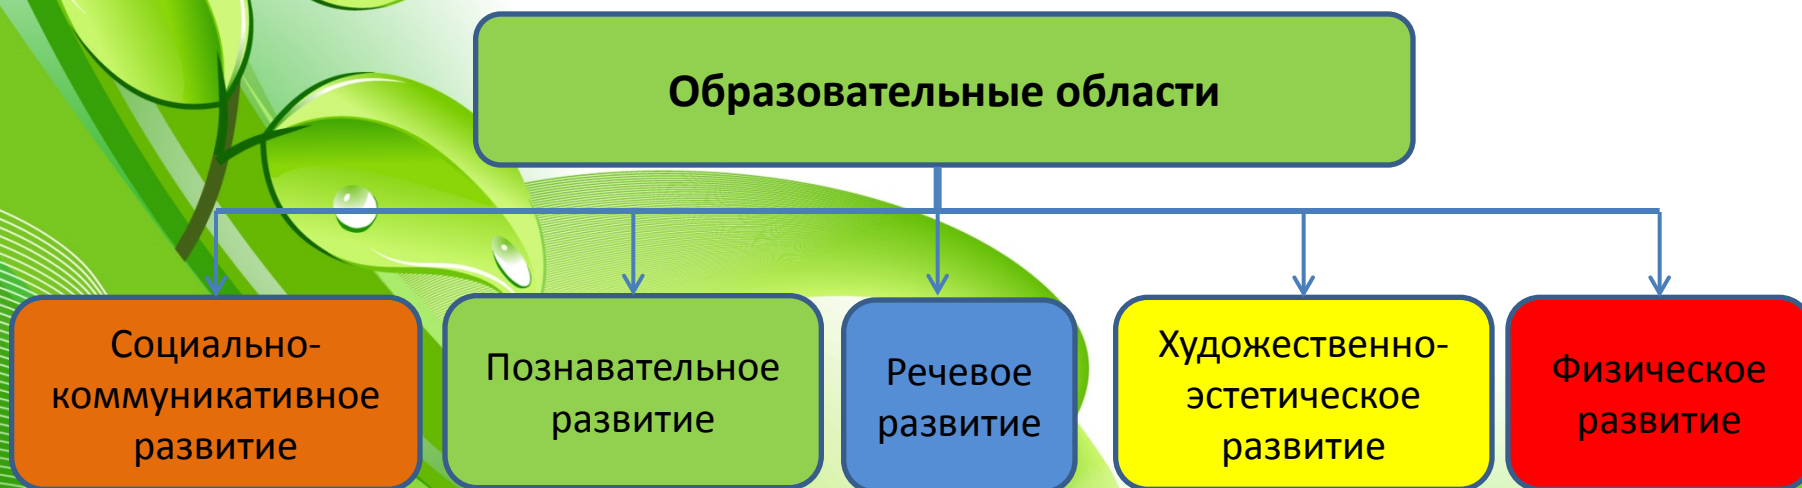 Образовательные области
Социально-
коммуникативное
развитие
Познавательное
развитие
Речевое
развитие
Художественно-
эстетическое
развитие
Физическое
развитие